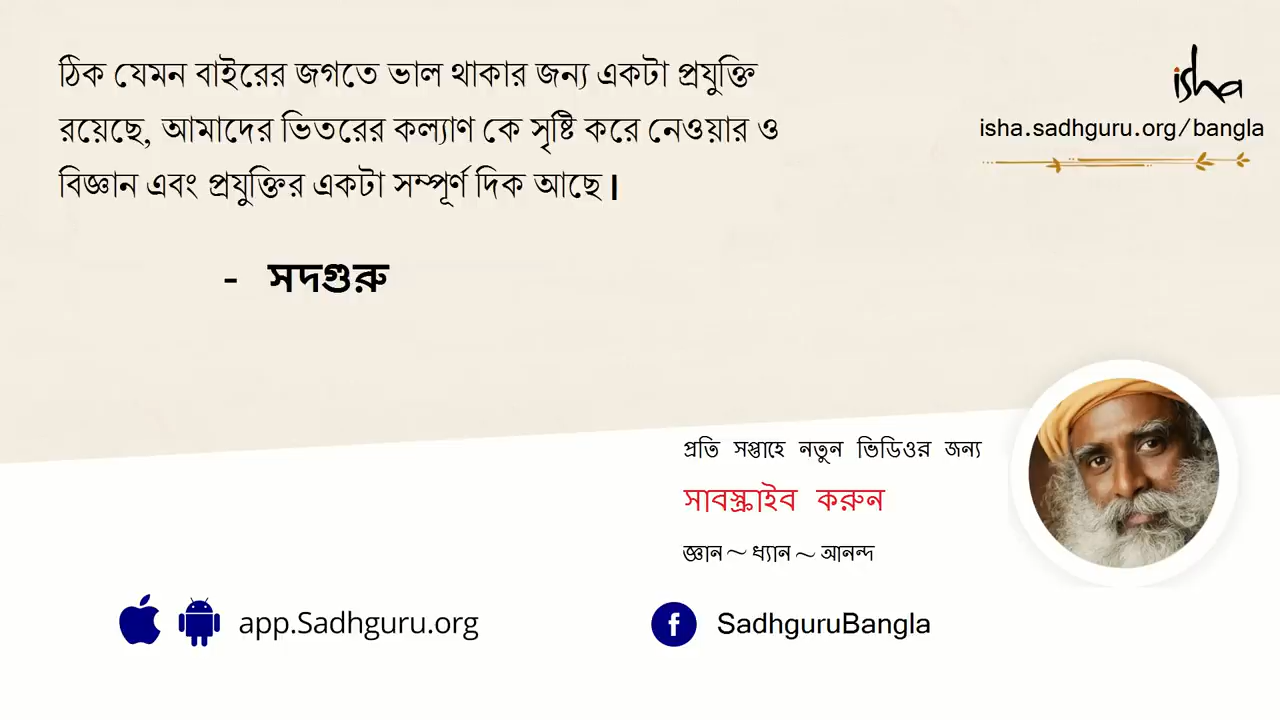 ঠিক যেমন বাইরের জগতে ভাল থাকার জন্য একটা প্রযুক্তি
রয়েছে, আমাদের ভিতরের কল্যাণ কে সৃষ্টি করে নেওয়ার ও
বিজ্ঞান এবং প্রযুক্তির একটা সম্পূর্ণ দিক আছে।
- সদগুরু
isha
isha.sadhguru.org/bangla
প্রতি সপ্তাহে নতুন ভিডিওর জন্য
সাবস্ক্রাইব করুন
জ্ঞান ~ ধ্যান ~ আনন্দ
app.Sadhguru.org
f SadhguruBangla